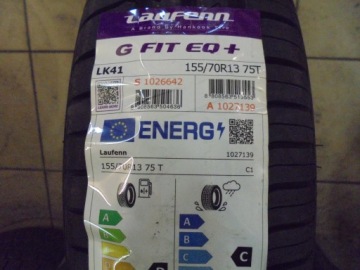 Laufenn
A Brand by Hankook Tire
G FIT EQ+
LK41
155/70R13 75T
S 1026642
A 1027139
ENERG
Laufenn
1027139
155/70R13 75 T
C1
A
B
C
D
A
B
C
C